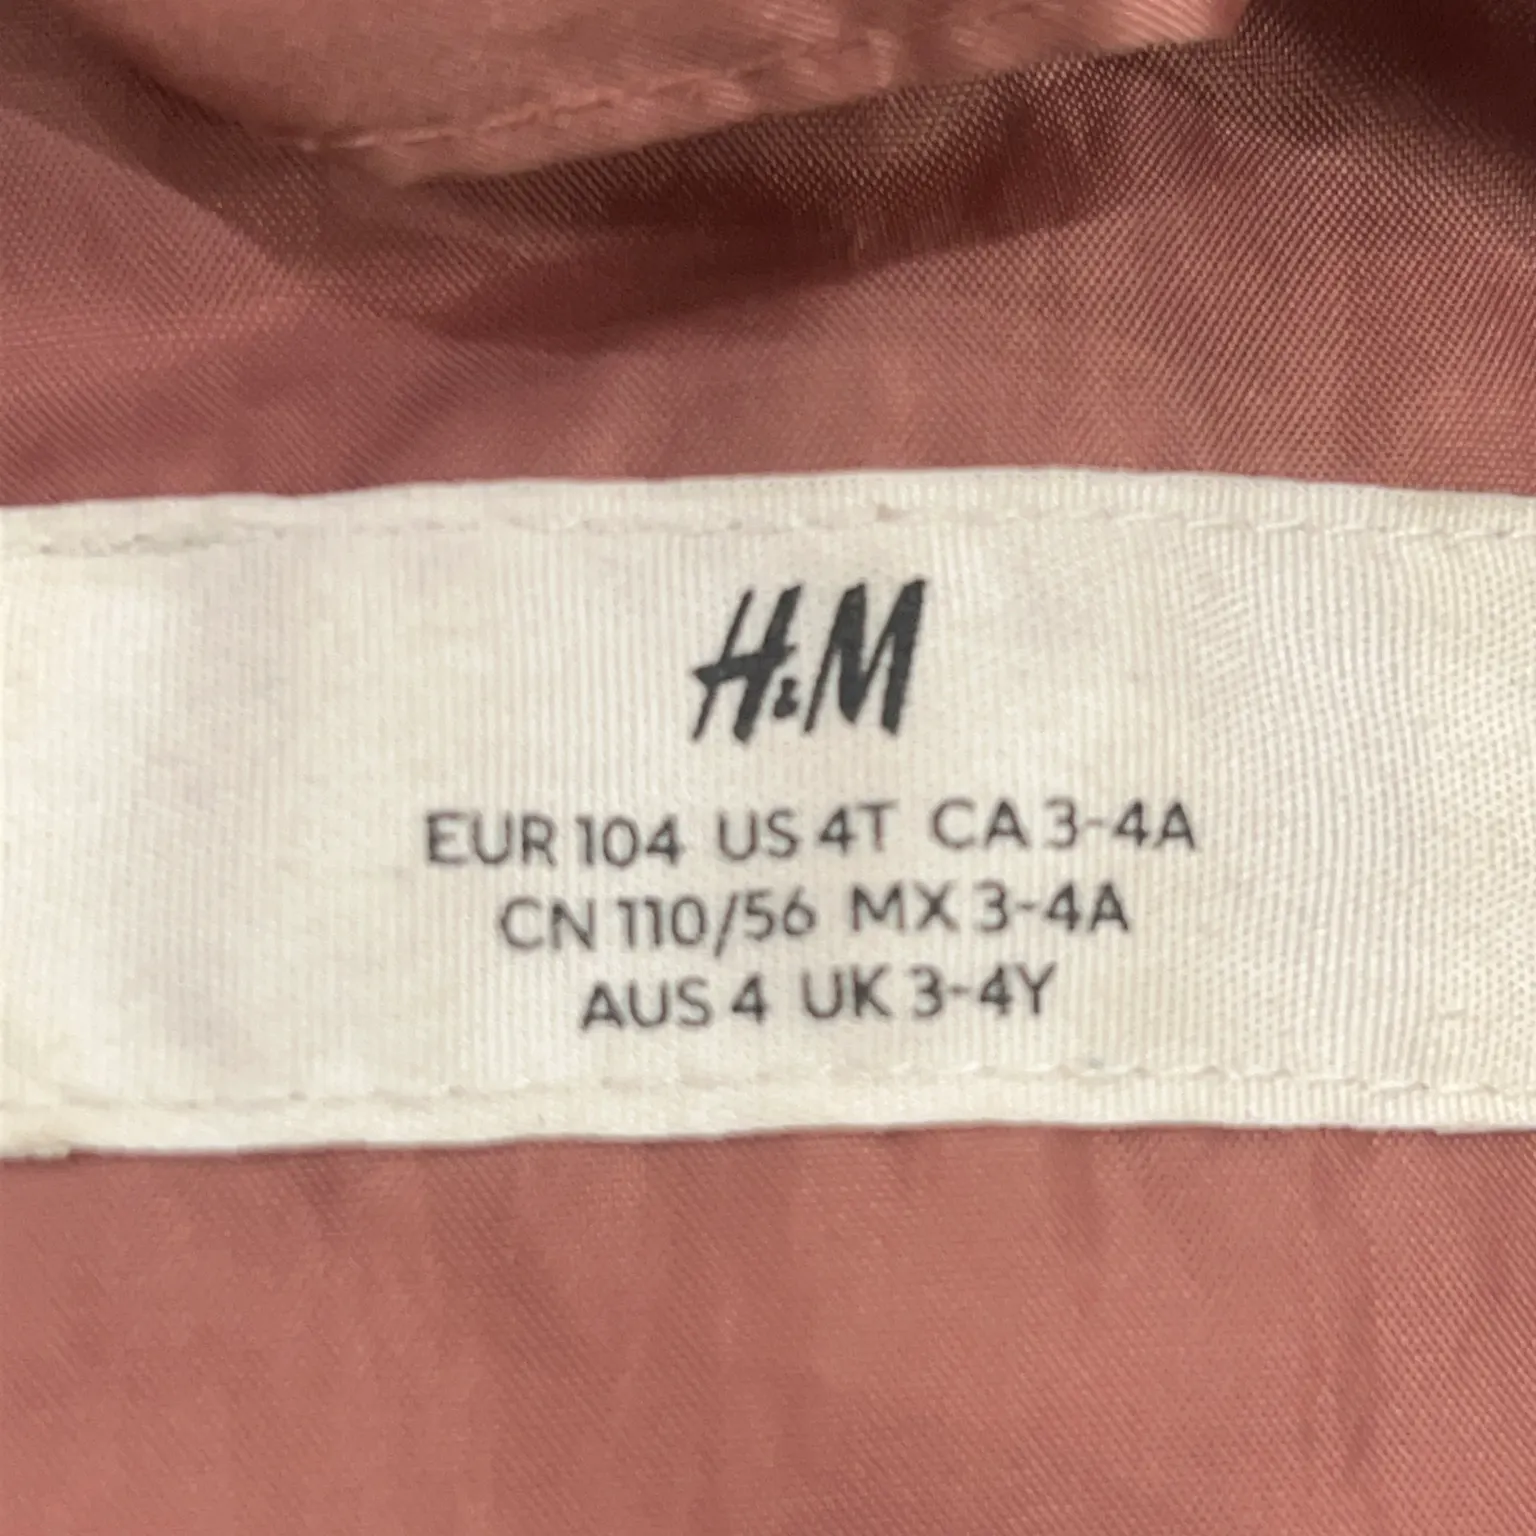 H&M
EUR 104 US 4T CA 3-4A
CN 110/56 MX 3-4A
AUS 4 UK 3-4Y